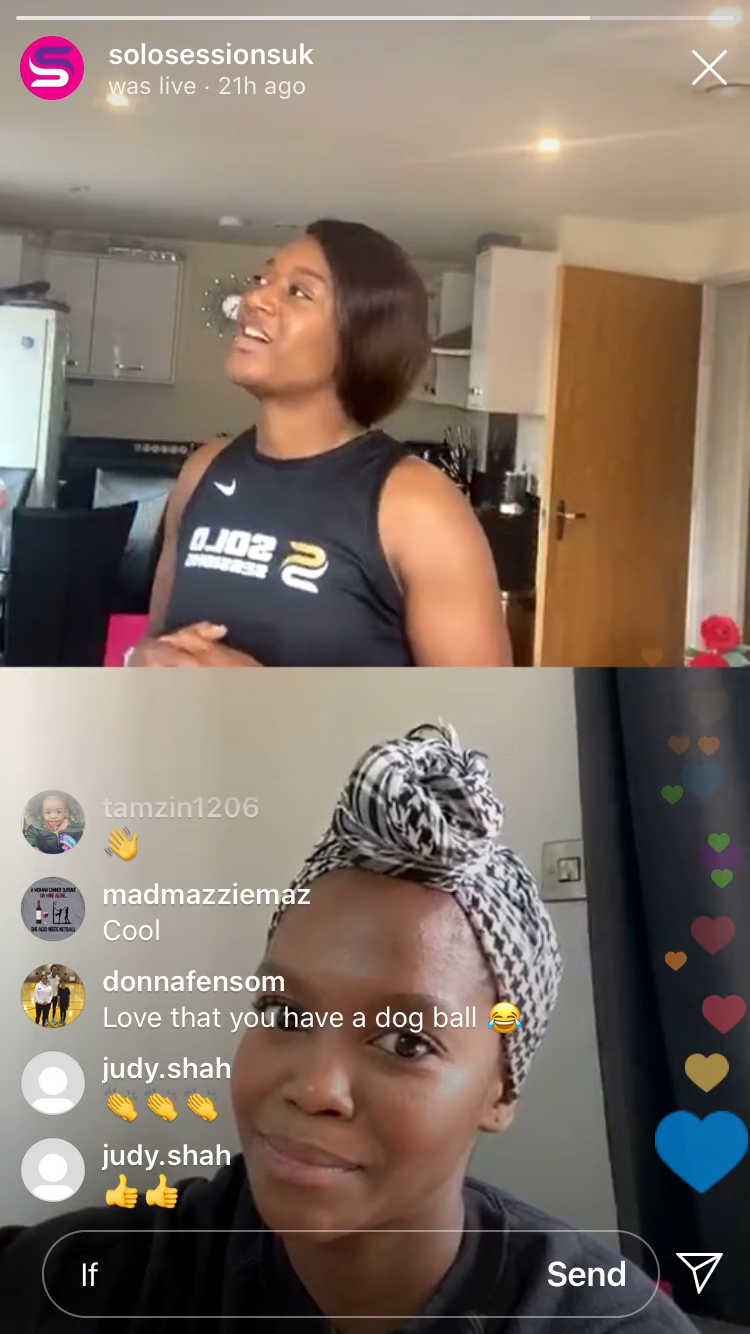 solosessionsuk
was live · 21h ago
SOLO
SESSIONS
tamzin1206
👋
madmazziemaz
Cool
donnafensom
Love that you have a dog ball 😂
judy.shah
👏👏👏
judy.shah
👍👍
If
Send